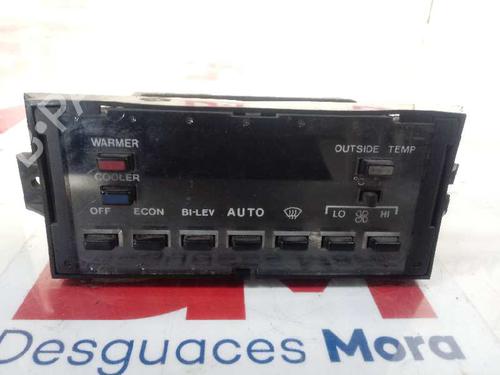 WARMER
OUTSIDE TEMP
COOLER
°C
OFF ECON BI-LEV AUTO LO HI
Desguaces Mora